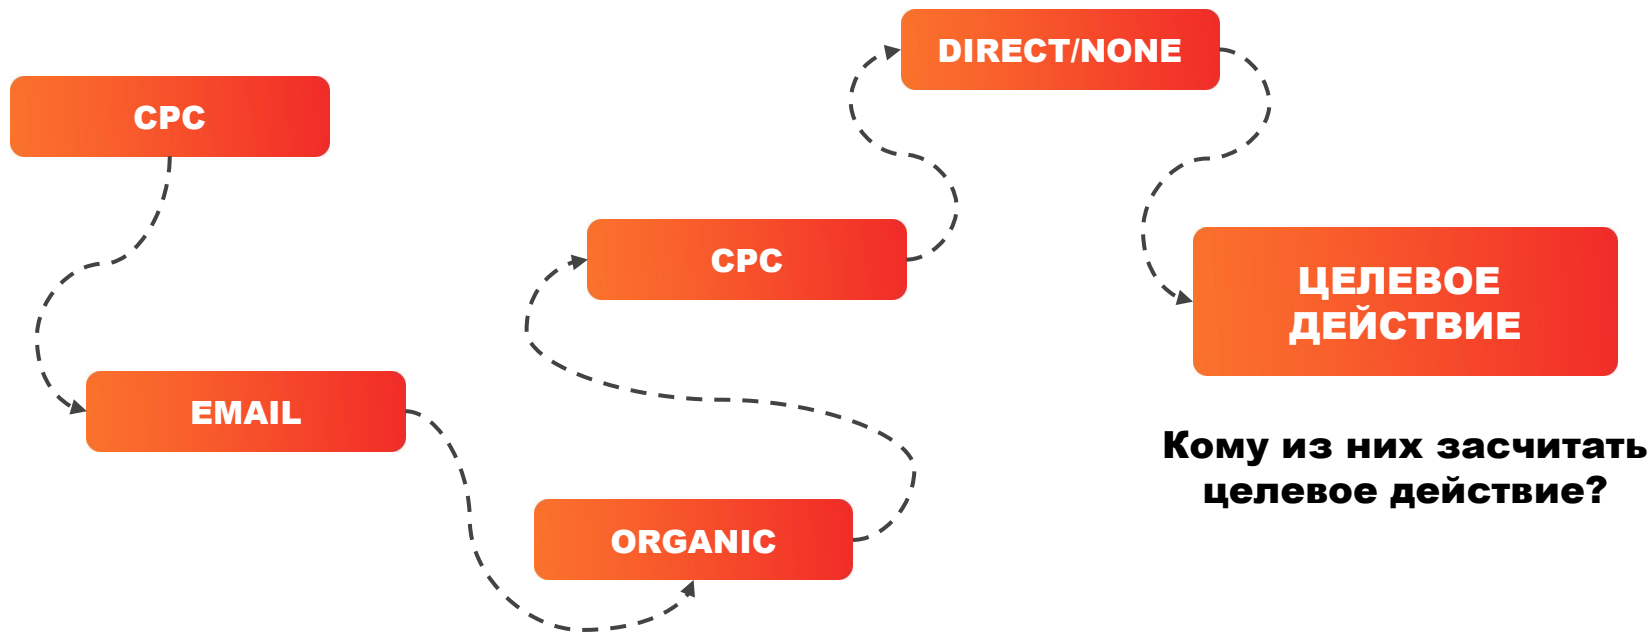 CPC
EMAIL
ORGANIC
CPC
DIRECT/NONE
ЦЕЛЕВОЕ
ДЕЙСТВИЕ
Кому из них засчитать
целевое действие?